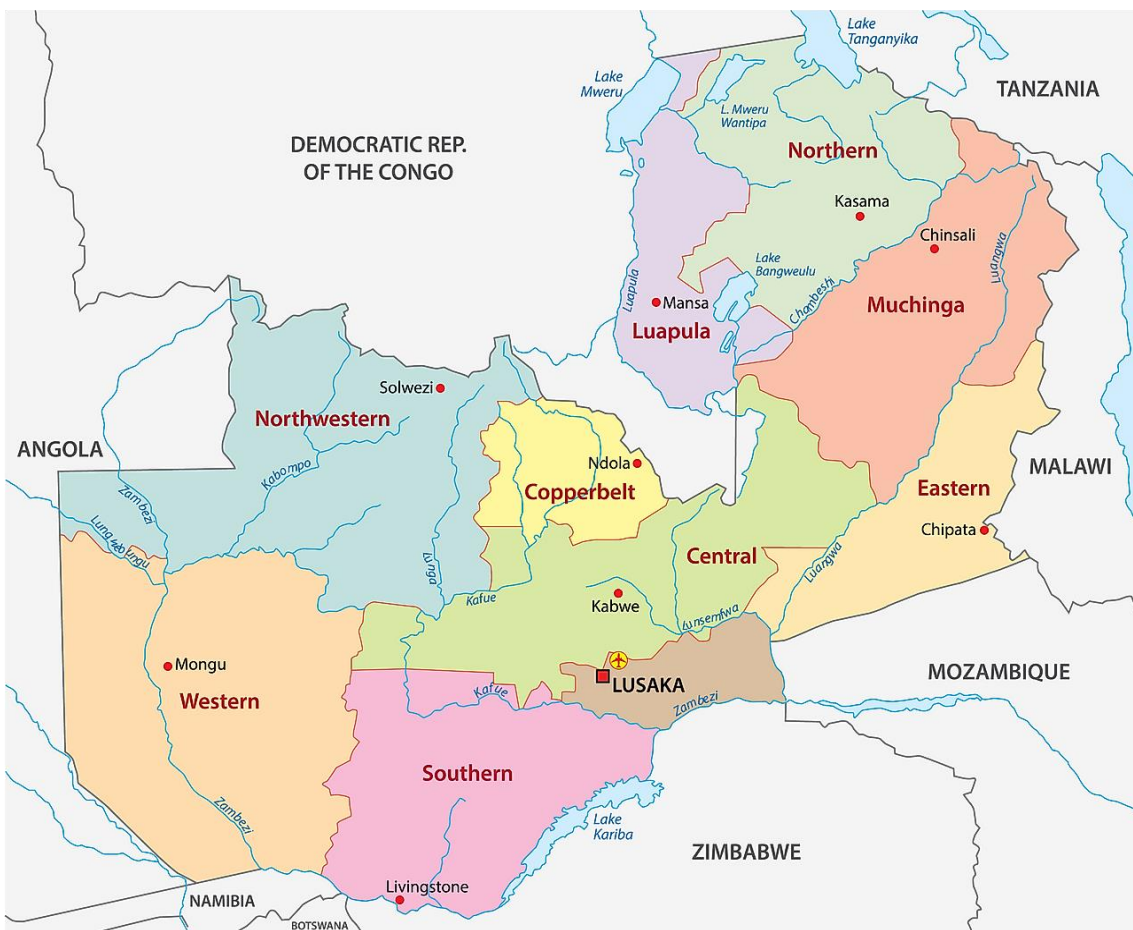 Lake
Tanganyika
Lake
Mweru
TANZANIA
L. Mweru
Wantipa
DEMOCRATIC REP.
OF THE CONGO
Northern
Kasama
Chinsali
Luangwa
Lake
Bangweulu
Luapula
Mansa
Chambeshi
Muchinga
Luapula
Solwezi
Northwestern
ANGOLA
Ndola
MALAWI
Kabompo
Copperbelt
Eastern
Zambezi
Chipata
Central
Luangwa
Lunga
Kafue
Kabwe
Lunsemfwa
Mongu
MOZAMBIQUE
LUSAKA
Kafue
Western
Zambezi
Southern
Zambezi
Lake
Kariba
ZIMBABWE
Livingstone
NAMIBIA
BOTSWANA